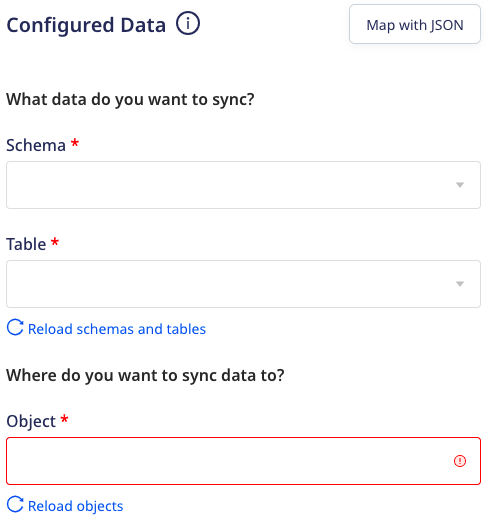 Configured Data
Map with JSON
What data do you want to sync?
Schema *
Table *
Reload schemas and tables
Where do you want to sync data to?
Object *
Reload objects